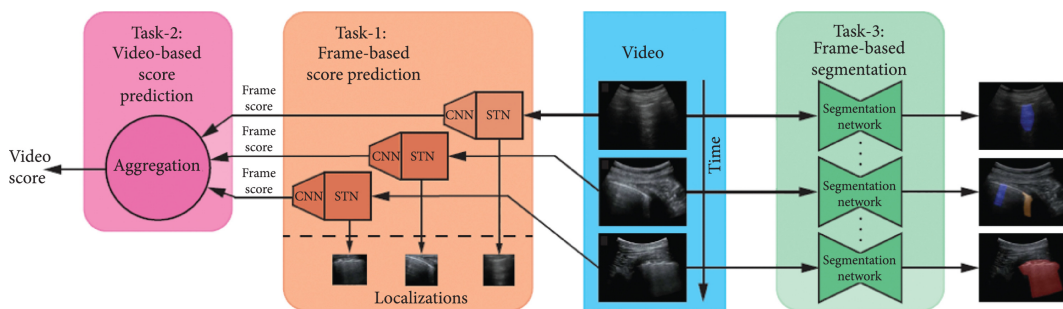 Task-2:
Video-based
score
prediction
Task-1:
Frame-based
score prediction
Video
Task-3:
Frame-based
segmentation
Frame
score
CNN
STN
Segmentation
network
Video
score
Aggregation
Frame
score
CNN
STN
Time
Segmentation
network
Frame
score
CNN
STN
Segmentation
network
Localizations